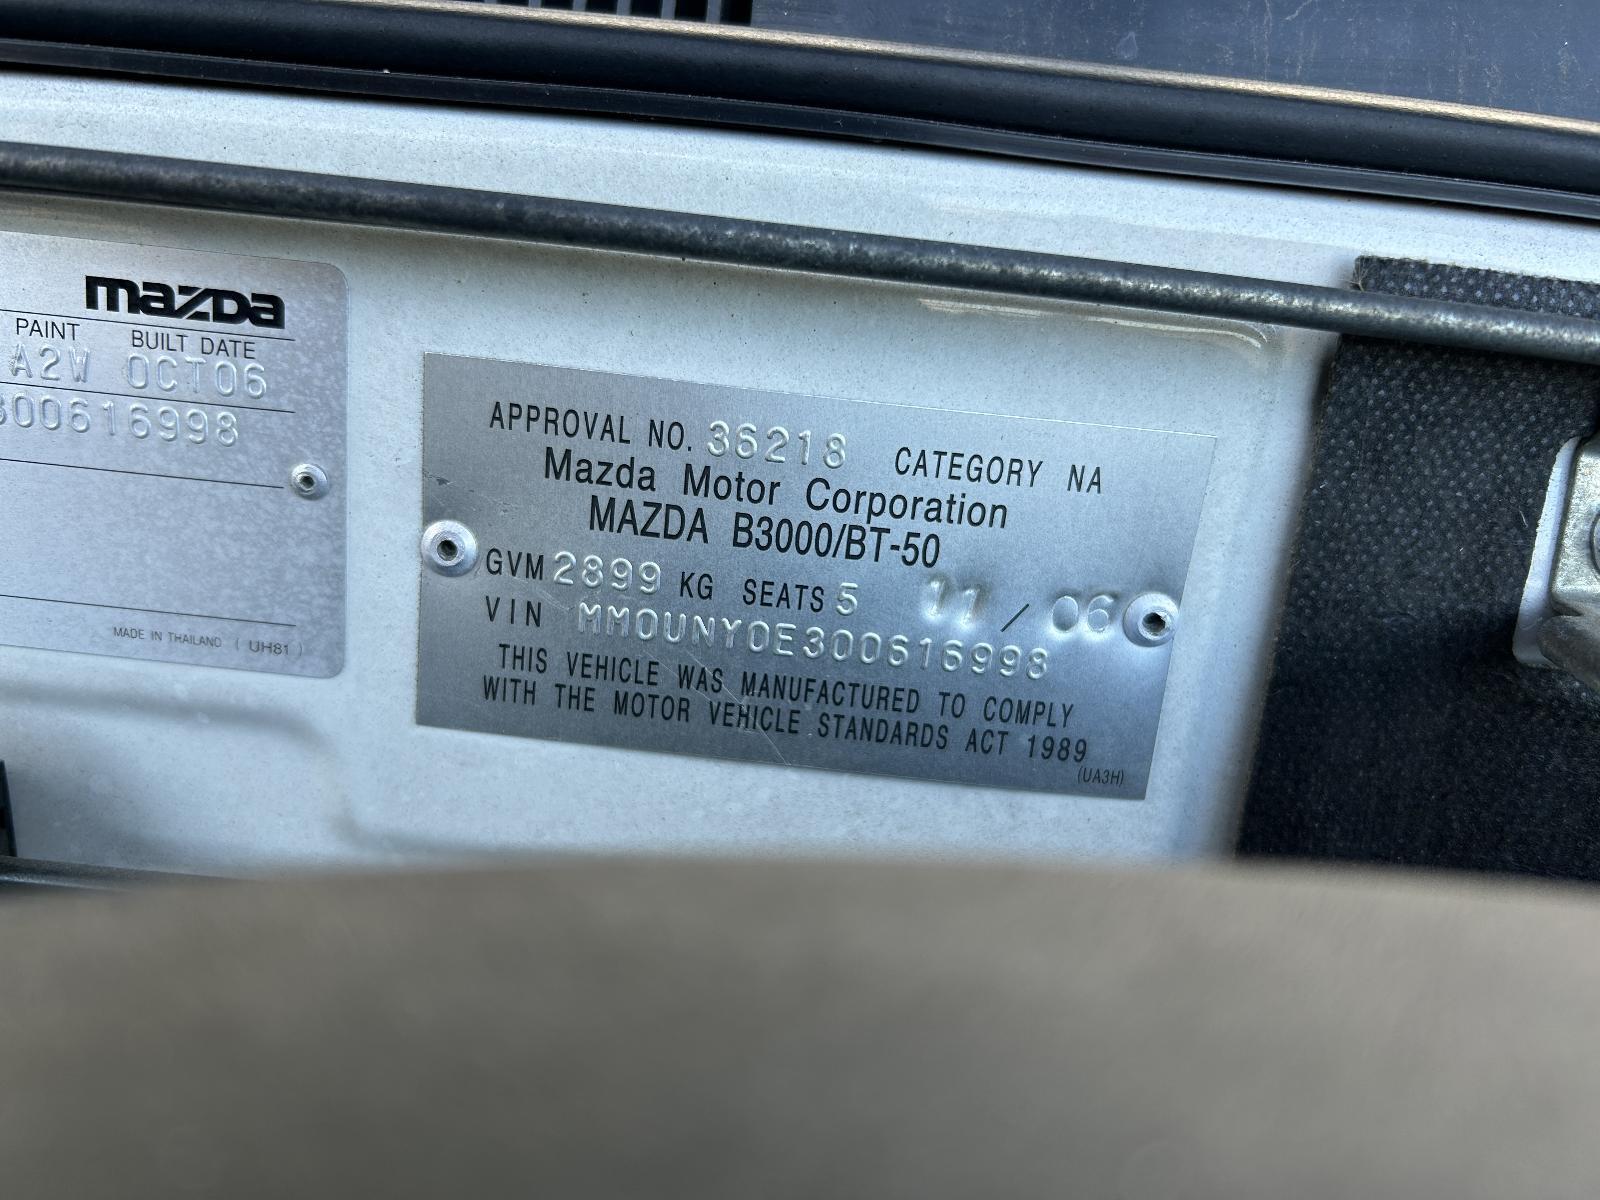 mazda
PAINT BUILT DATE
A2W OCT06
300616998
MADE IN THAILAND ( UH81 )
APPROVAL NO. 36218 CATEGORY NA
Mazda Motor Corporation
MAZDA B3000/BT-50
GVM 2899 KG SEATS 5 11 / 06
VIN MM0UNY0E300616998
THIS VEHICLE WAS MANUFACTURED TO COMPLY
WITH THE MOTOR VEHICLE STANDARDS ACT 1989
(UA3H)